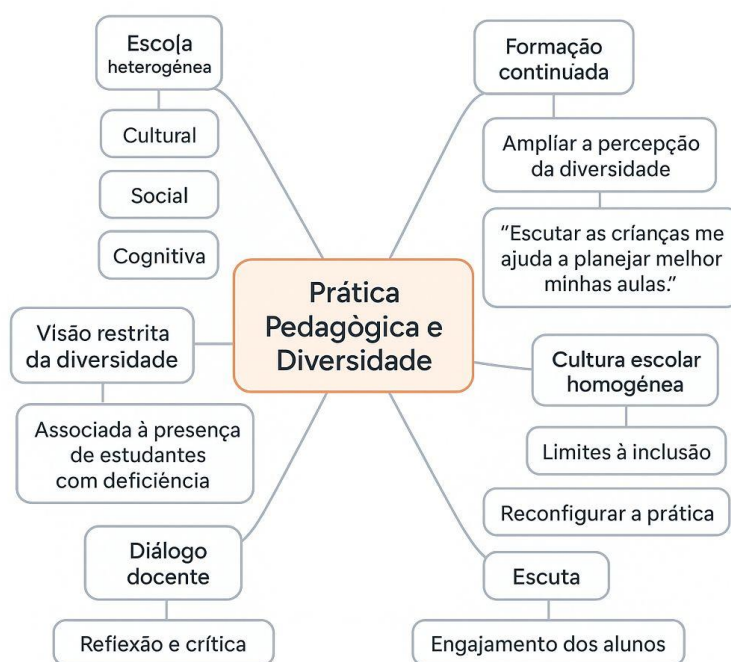 Escola
heterogénea
Cultural
Social
Cognitiva
Visão restrita
da diversidade
Associada à presença
de estudantes
com deficiência
Diálogo
docente
Reflexão e crítica
Prática
Pedagògica e
Diversidade
Formação
continuada
Ampliar a percepção
da diversidade
"Escutar as crianças me
ajuda a planejar melhor
minhas aulas."
Cultura escolar
homogénea
Limites à inclusão
Reconfigurar a prática
Escuta
Engajamento dos alunos